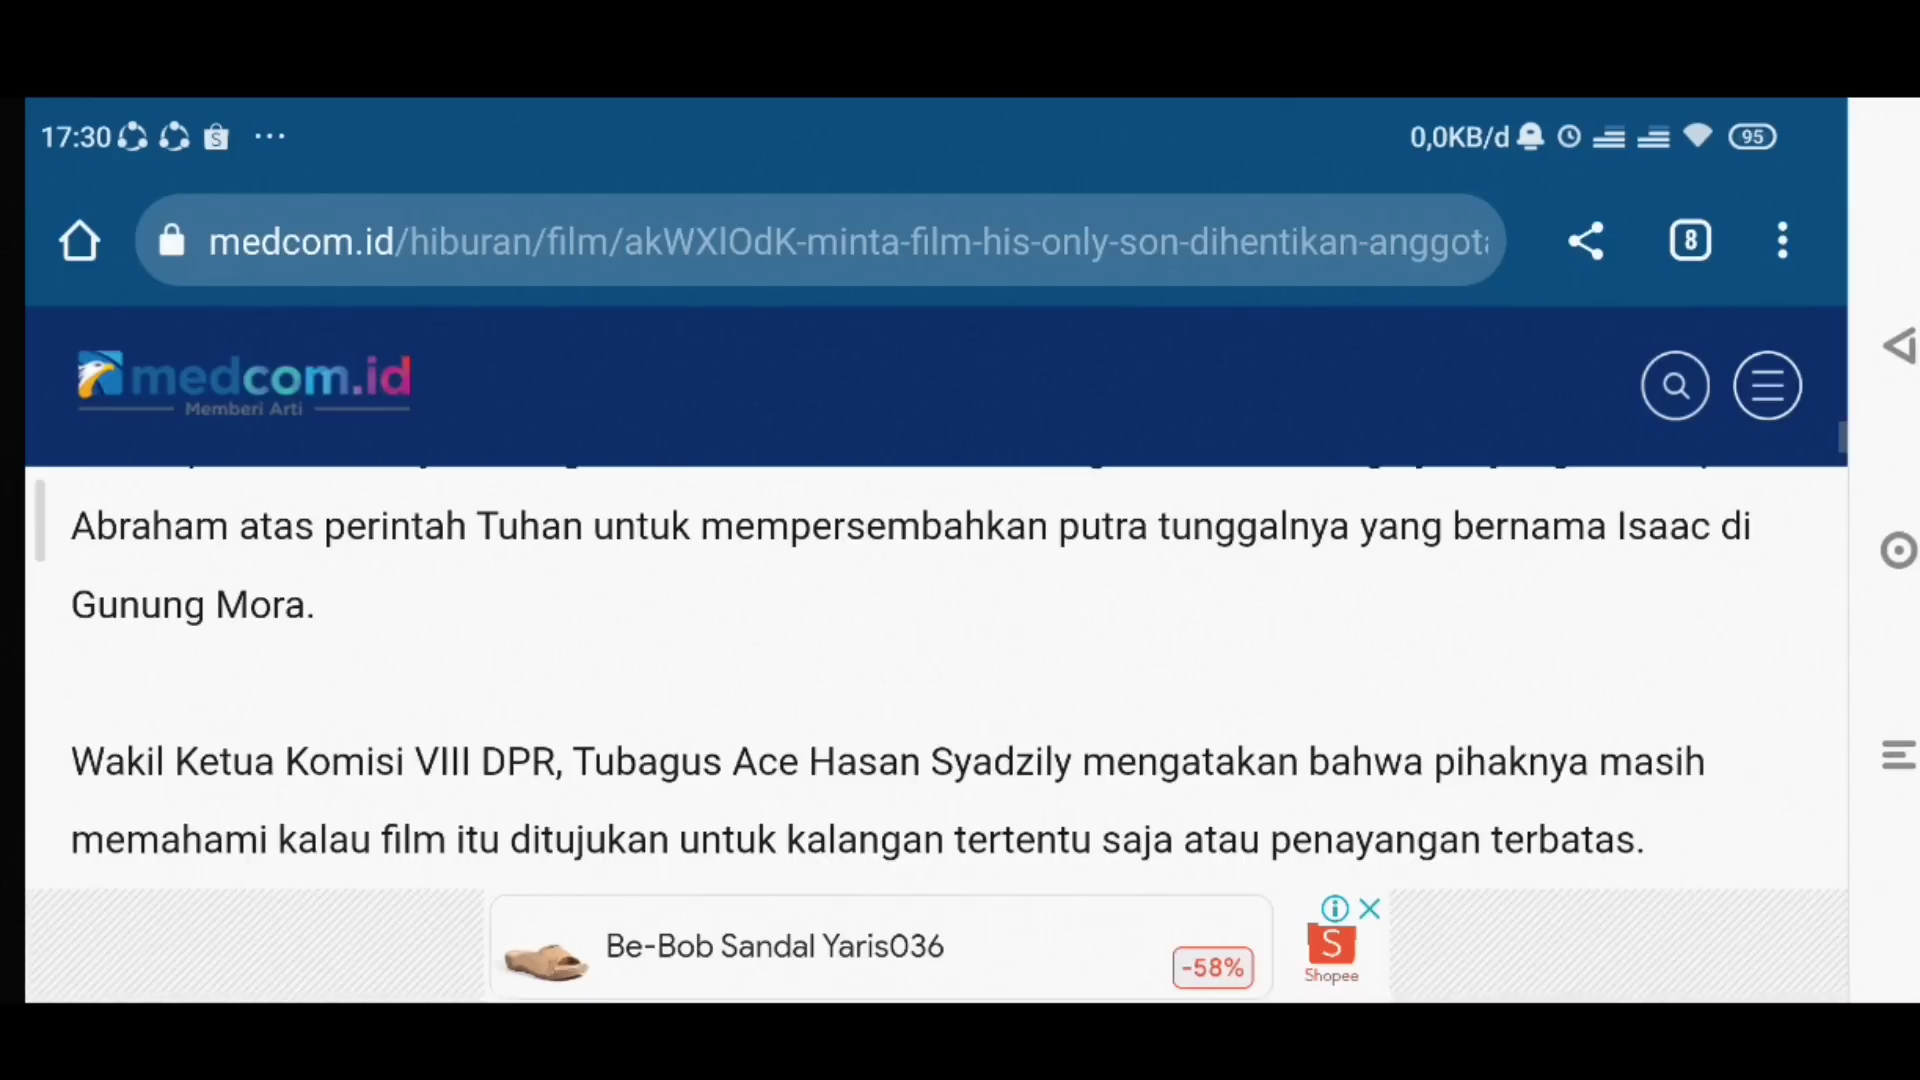 17:30 ...
0,0KB/d 95
medcom.id/hiburan/film/akWXlOdK-minta-film-his-only-son-dihentikan-anggota
8
medcom.id
Memberi Arti
Abraham atas perintah Tuhan untuk mempersembahkan putra tunggalnya yang bernama Isaac di
Gunung Mora.
Wakil Ketua Komisi VIII DPR, Tubagus Ace Hasan Syadzily mengatakan bahwa pihaknya masih
memahami kalau film itu ditujukan untuk kalangan tertentu saja atau penayangan terbatas.
Be-Bob Sandal Yaris036
-58%
Shopee